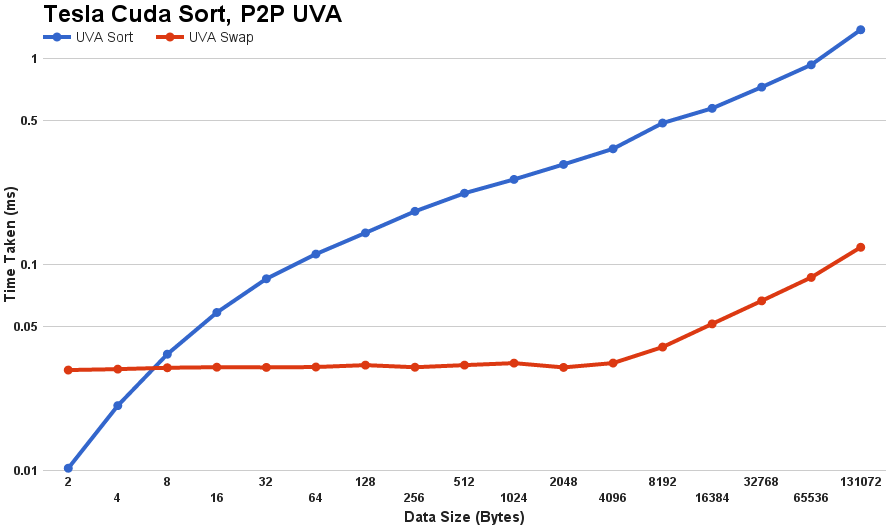 Tesla Cuda Sort, P2P UVA
UVA Sort UVA Swap
1
0.5
0.1
0.05
0.01
Time Taken (ms)
2 8 32 128 512 2048 8192 32768 131072
4 16 64 256 1024 4096 16384 65536
Data Size (Bytes)